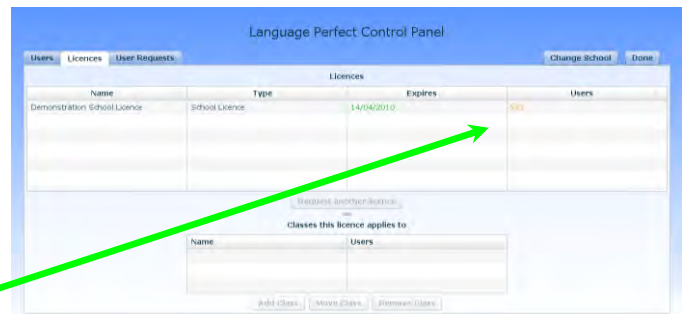 Language Perfect Control Panel
Users Licences User Requests Change School Done
Licences
Name Type Expires Users
Demonstration School Licence School Licence 14/04/2010
Request another licence
Classes this licence applies to
Name Users
Add Class Move Class Remove Class